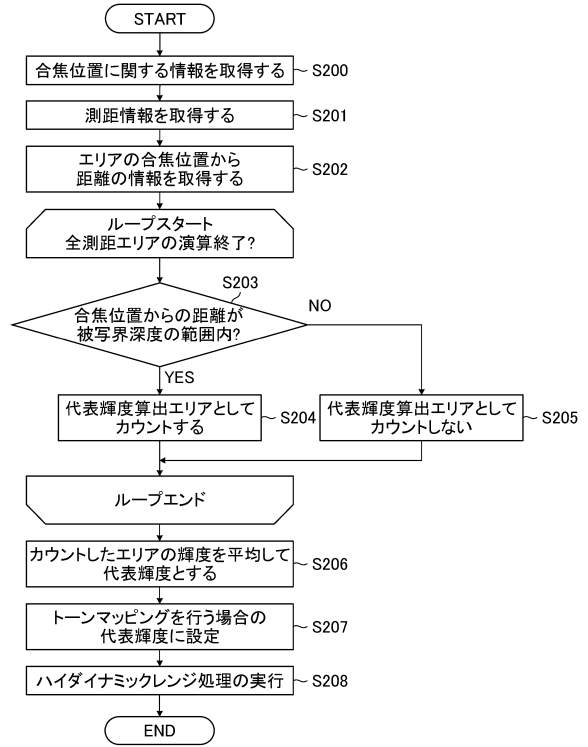 START
合焦位置に関する情報を取得する
S200
測距情報を取得する
S201
エリアの合焦位置から
距離の情報を取得する
S202
ループスタート
全測距エリアの演算終了?
S203
合焦位置からの距離が
被写界深度の範囲内?
NO
YES
代表輝度算出エリアとして
カウントする
S204
代表輝度算出エリアとして
カウントしない
S205
ループエンド
カウントしたエリアの輝度を平均して
代表輝度とする
S206
トーンマッピングを行う場合の
代表輝度に設定
S207
ハイダイナミックレンジ処理の実行
S208
END